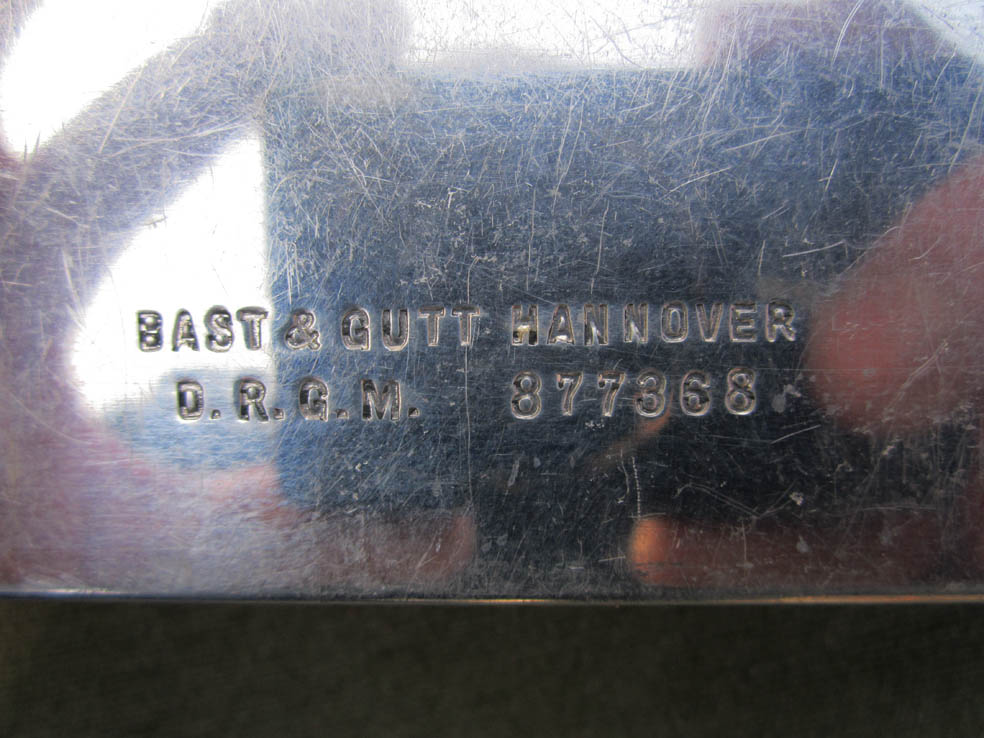 BAST & GUTT HANNOVER
D.R.G.M. 877368